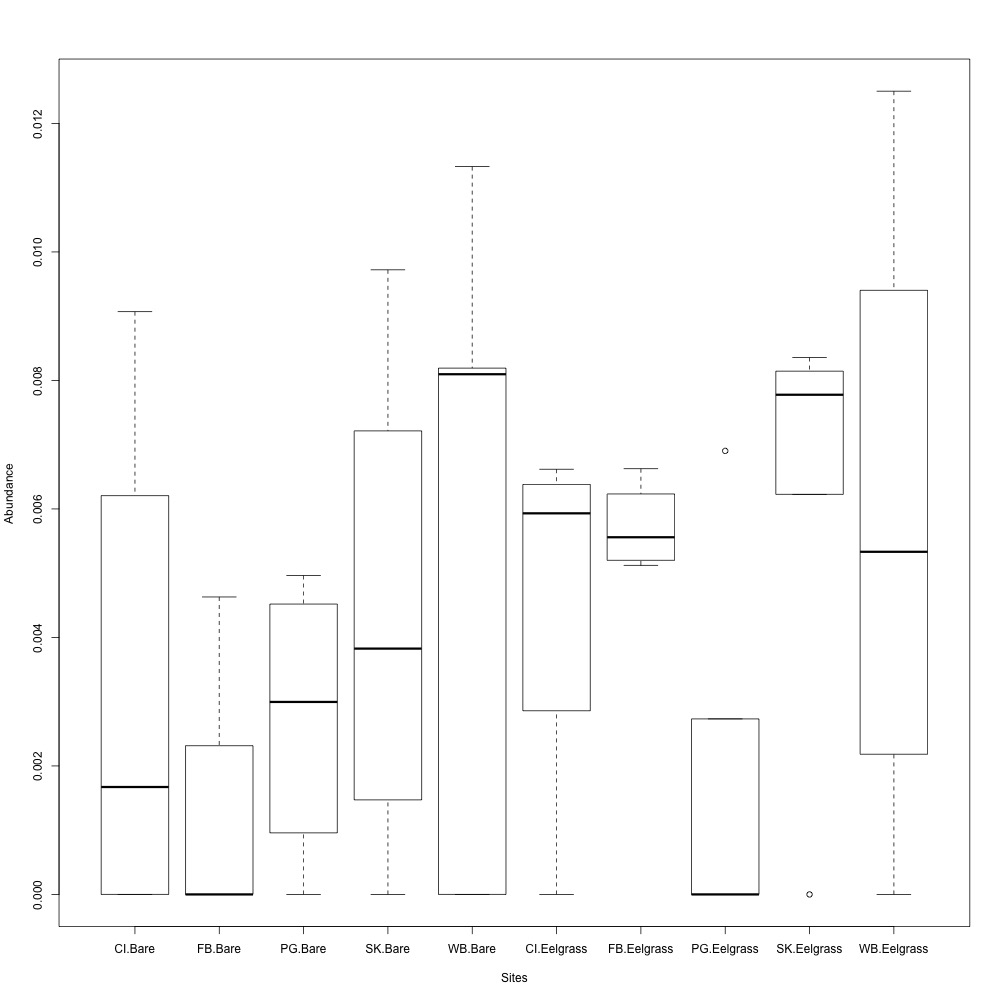 Abundance
0.012
0.010
0.008
0.006
0.004
0.002
0.000
CI.Bare FB.Bare PG.Bare SK.Bare WB.Bare CI.Eelgrass FB.Eelgrass PG.Eelgrass SK.Eelgrass WB.Eelgrass
Sites